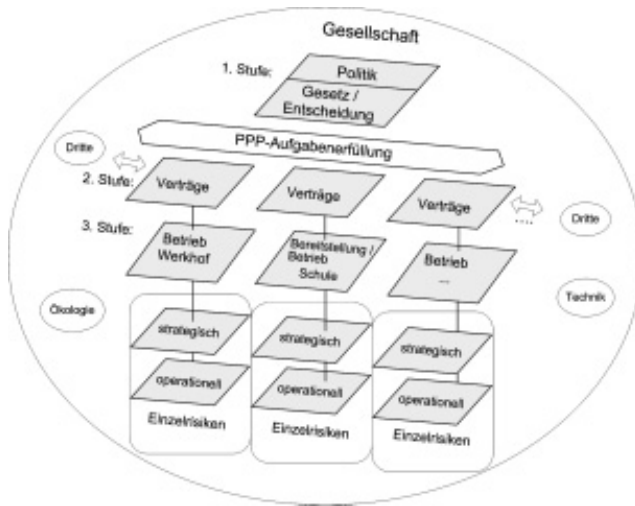 Gesellschaft
1. Stufe:
Politik
Gesetz /
Entscheidung
PPP-Aufgabenerfüllung
Dritte
2. Stufe:
Verträge
Verträge
Verträge
....
Dritte
3. Stufe:
Betrieb
Werkhof
Bereitstellung /
Betrieb
Schule
Betrieb
...
Ökologie
Technik
strategisch
strategisch
strategisch
operationell
operationell
operationell
Einzelrisiken
Einzelrisiken
Einzelrisiken